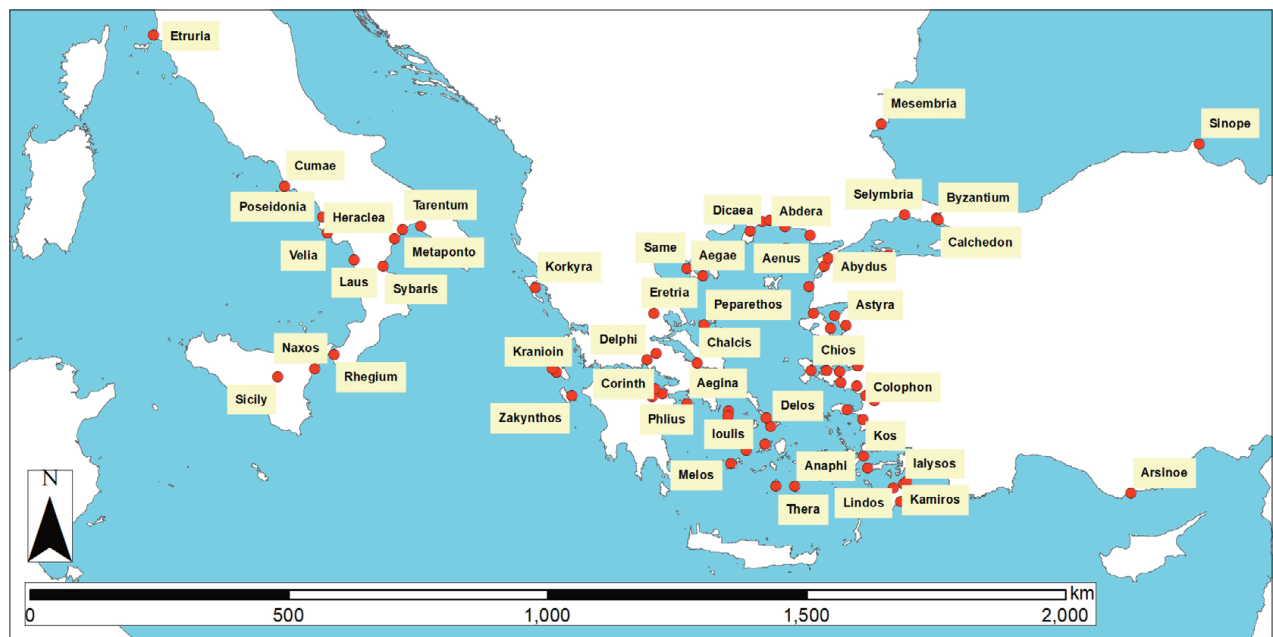 Etruria
Mesembria
Sinope
Cumae
Selymbria
Byzantium
Poseidonia
Heraclea
Tarentum
Dicaea
Abdera
Velia
Metaponto
Same
Aegae
Aenus
Calchedon
Korkyra
Abydus
Laus
Sybaris
Eretria
Peparethos
Astyra
Naxos
Kranioin
Delphi
Chalcis
Chios
Sicily
Rhegium
Corinth
Aegina
Colophon
Zakynthos
Phlius
Delos
Ioulis
Kos
Melos
Anaphi
Ialysos
Arsinoe
Thera
Lindos
Kamiros
N
km
0
500
1,000
1,500
2,000